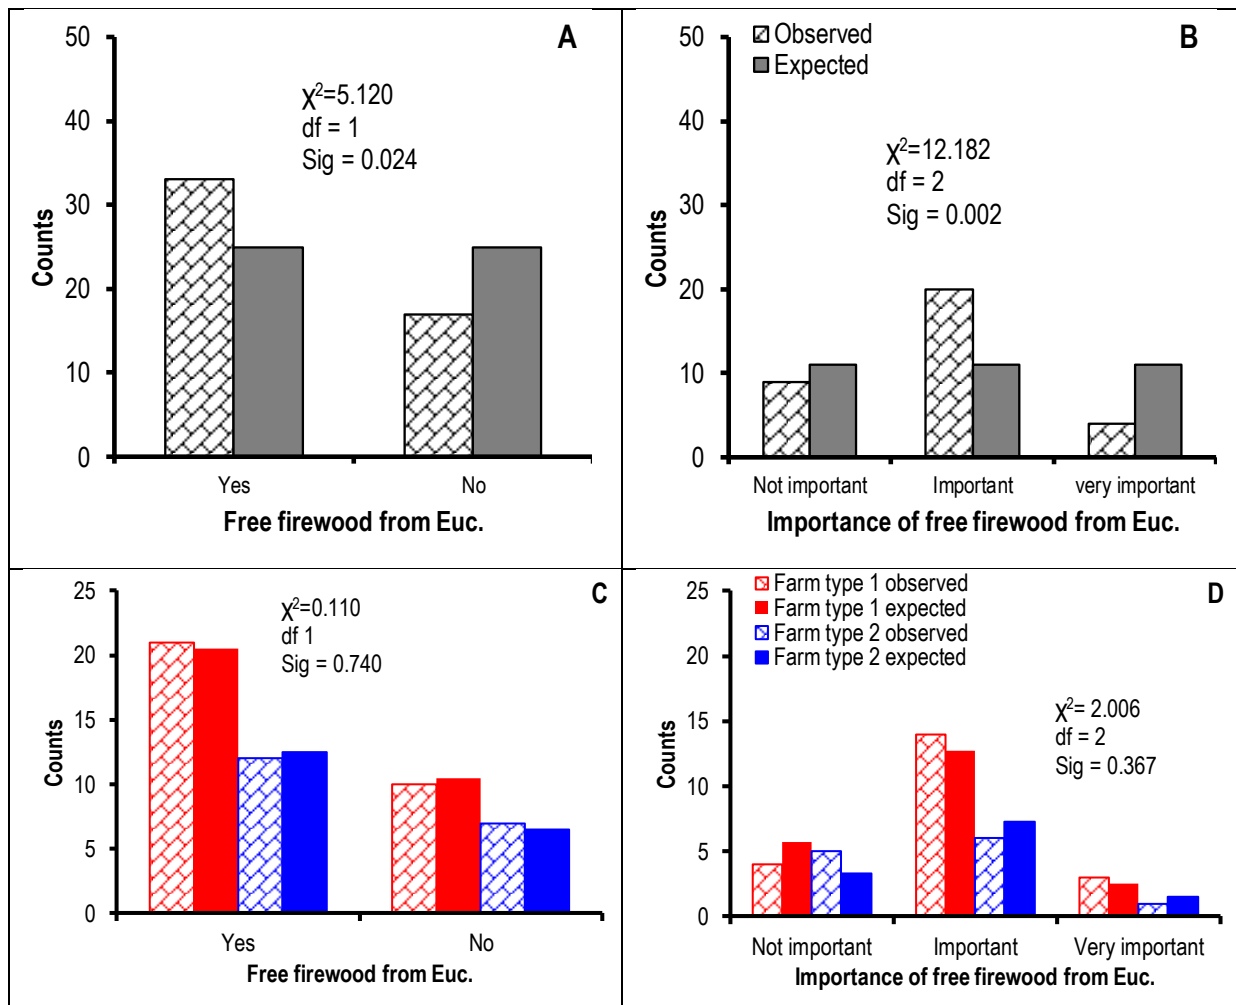 A
50
40
30
20
10
0
Counts
χ²=5.120
df = 1
Sig = 0.024
Yes No
Free firewood from Euc.
B
Observed
Expected
50
40
30
20
10
0
Counts
χ²=12.182
df = 2
Sig = 0.002
Not important Important very important
Importance of free firewood from Euc.
C
25
20
15
10
5
0
Counts
χ²=0.110
df 1
Sig = 0.740
Yes No
Free firewood from Euc.
D
Farm type 1 observed
Farm type 1 expected
Farm type 2 observed
Farm type 2 expected
25
20
15
10
5
0
Counts
χ²= 2.006
df = 2
Sig = 0.367
Not important Important Very important
Importance of free firewood from Euc.